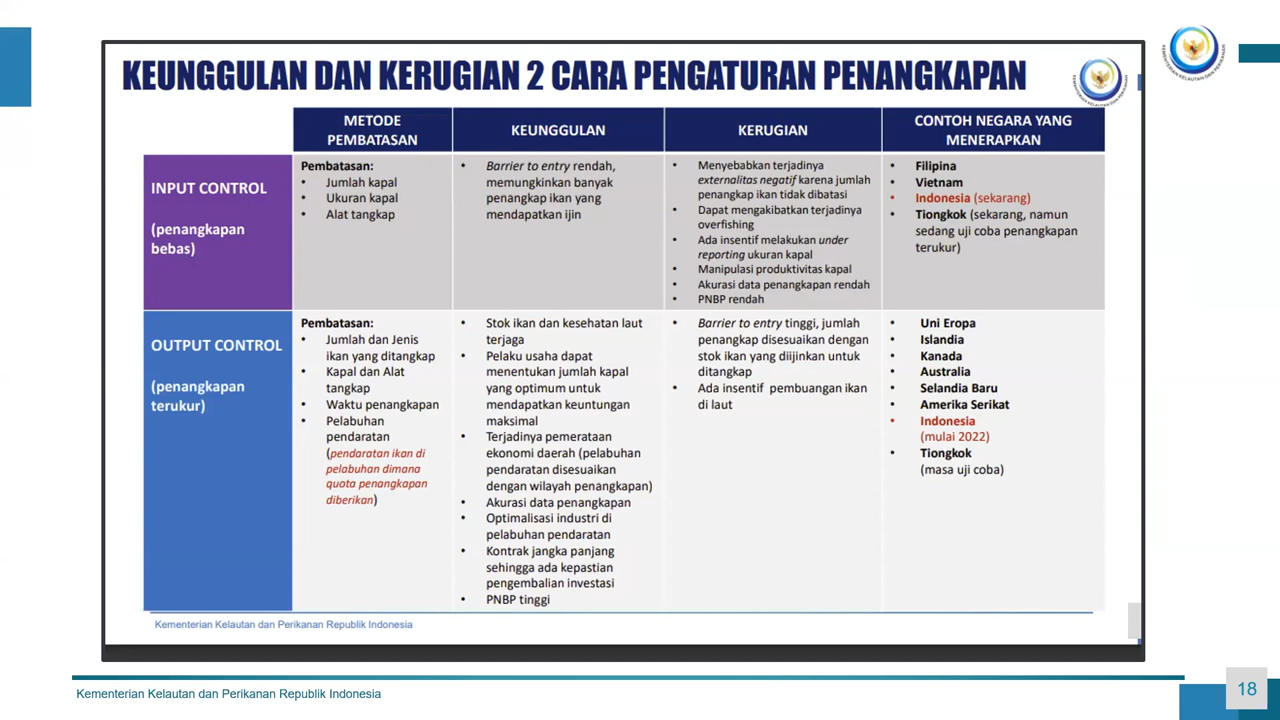 KEUNGGULAN DAN KERUGIAN 2 CARA PENGATURAN PENANGKAPAN
KEMENTERIAN KELAUTAN DAN PERIKANAN
KEMENTERIAN KELAUTAN DAN PERIKANAN
METODE
PEMBATASAN
KEUNGGULAN
KERUGIAN
CONTOH NEGARA YANG
MENERAPKAN
INPUT CONTROL
(penangkapan
bebas)
Pembatasan:
• Jumlah kapal
• Ukuran kapal
• Alat tangkap
• Barrier to entry rendah,
memungkinkan banyak
penangkap ikan yang
mendapatkan ijin
• Menyebabkan terjadinya
externalitas negatif karena jumlah
penangkap ikan tidak dibatasi
• Dapat mengakibatkan terjadinya
overfishing
• Ada insentif melakukan under
reporting ukuran kapal
• Manipulasi produktivitas kapal
• Akurasi data penangkapan rendah
• PNBP rendah
• Filipina
• Vietnam
• Indonesia (sekarang)
• Tiongkok (sekarang, namun
sedang uji coba penangkapan
terukur)
OUTPUT CONTROL
(penangkapan
terukur)
Pembatasan:
• Jumlah dan Jenis
ikan yang ditangkap
• Kapal dan Alat
tangkap
• Waktu penangkapan
• Pelabuhan
pendaratan
(pendaratan ikan di
pelabuhan dimana
quota penangkapan
diberikan)
• Stok ikan dan kesehatan laut
terjaga
• Pelaku usaha dapat
menentukan jumlah kapal
yang optimum untuk
mendapatkan keuntungan
maksimal
• Terjadinya pemerataan
ekonomi daerah (pelabuhan
pendaratan disesuaikan
dengan wilayah penangkapan)
• Akurasi data penangkapan
• Optimalisasi industri di
pelabuhan pendaratan
• Kontrak jangka panjang
sehingga ada kepastian
pengembalian investasi
• PNBP tinggi
• Barrier to entry tinggi, jumlah
penangkap disesuaikan dengan
stok ikan yang diijinkan untuk
ditangkap
• Ada insentif pembuangan ikan
di laut
• Uni Eropa
• Islandia
• Kanada
• Australia
• Selandia Baru
• Amerika Serikat
• Indonesia
(mulai 2022)
• Tiongkok
(masa uji coba)
Kementerian Kelautan dan Perikanan Republik Indonesia
Kementerian Kelautan dan Perikanan Republik Indonesia
18